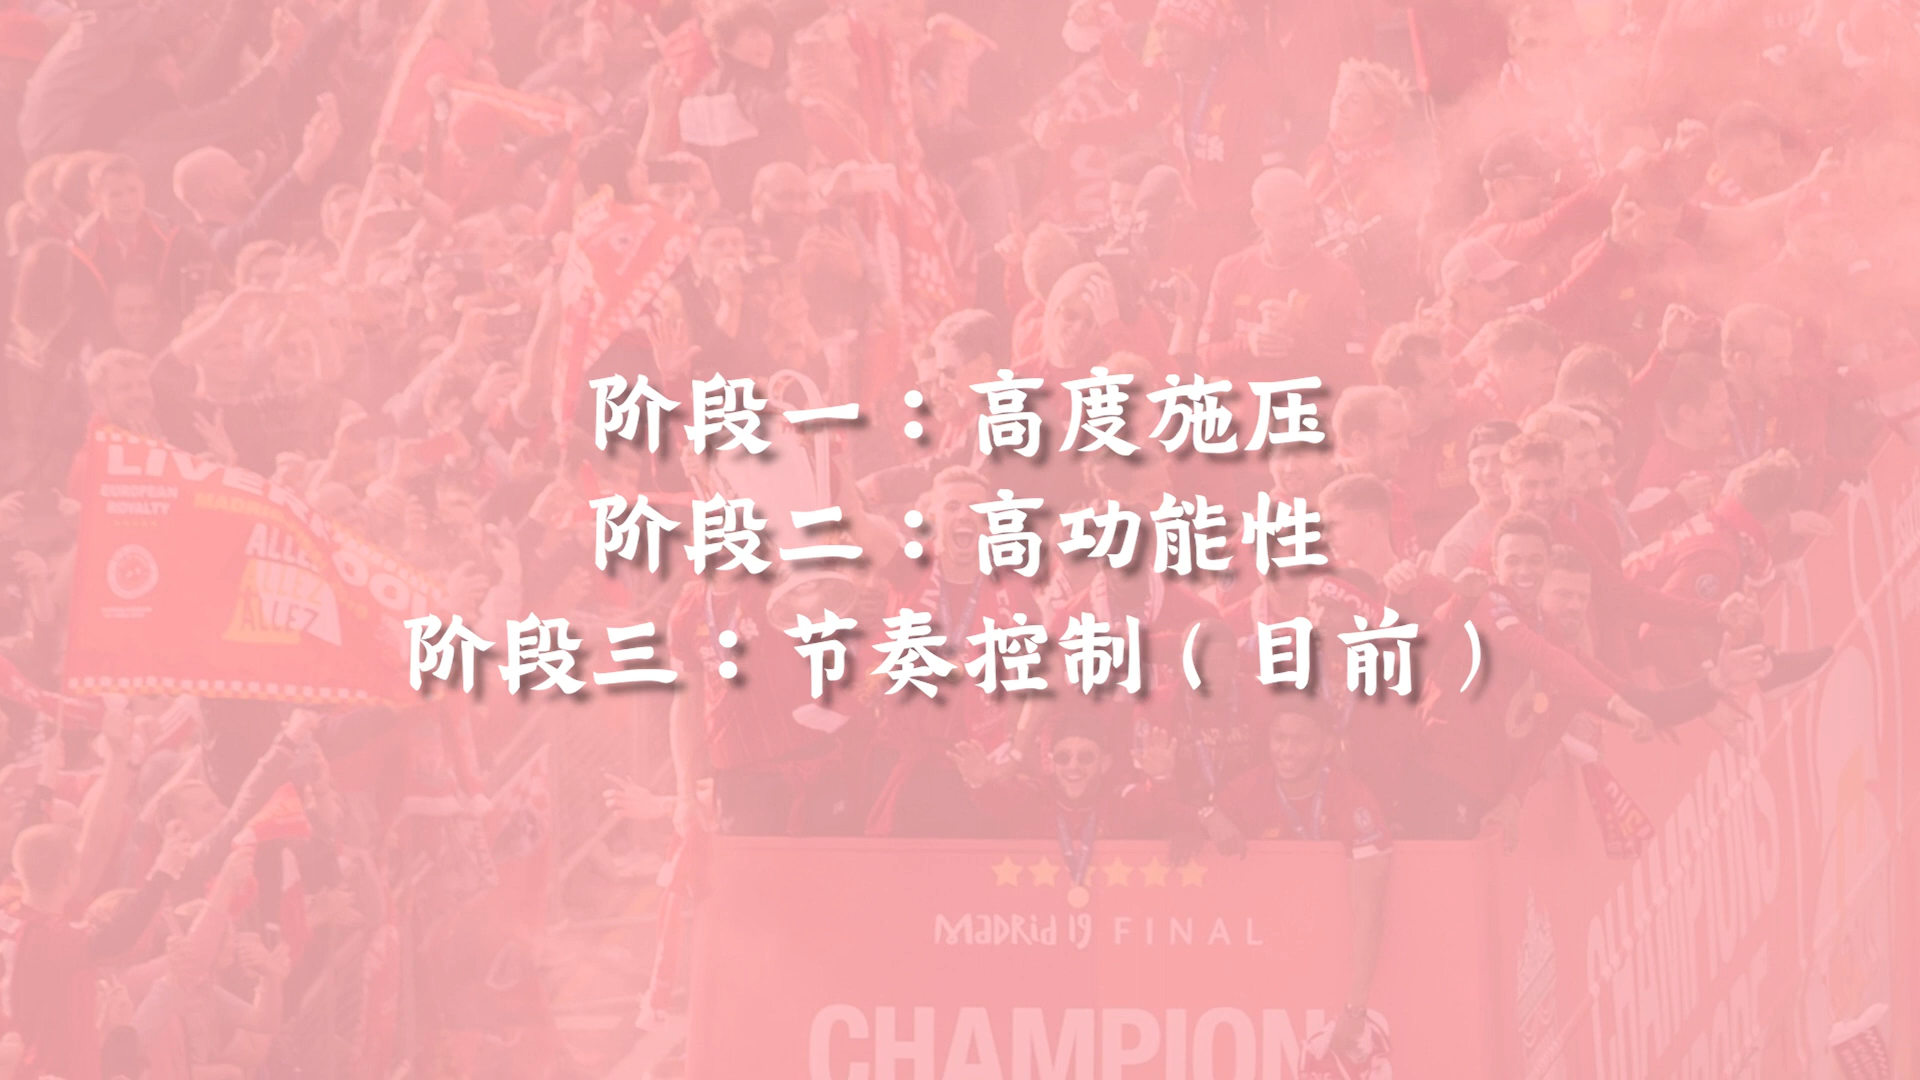 阶段一：高度施压
阶段二：高功能性
阶段三：节奏控制（目前）
LIVERPOOL
EUROPEAN
ROYALTY
ALLEZ
ALLEZ
ALLEZ
MADRID 19 FINAL
CHAMPIONS
CHAMPIONS